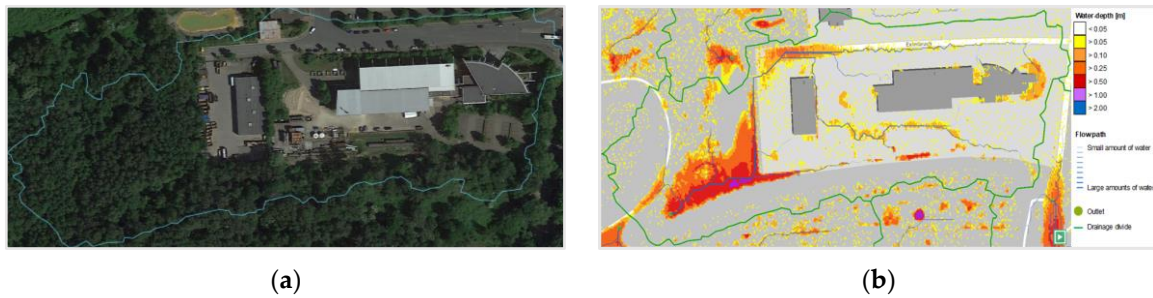 Water-depth [m]
< 0.05
> 0.05
> 0.10
> 0.25
> 0.50
> 1.00
> 2.00
Flowpath
Small amount of water
Large amounts of water
Outlet
Drainage divide
(a)
(b)